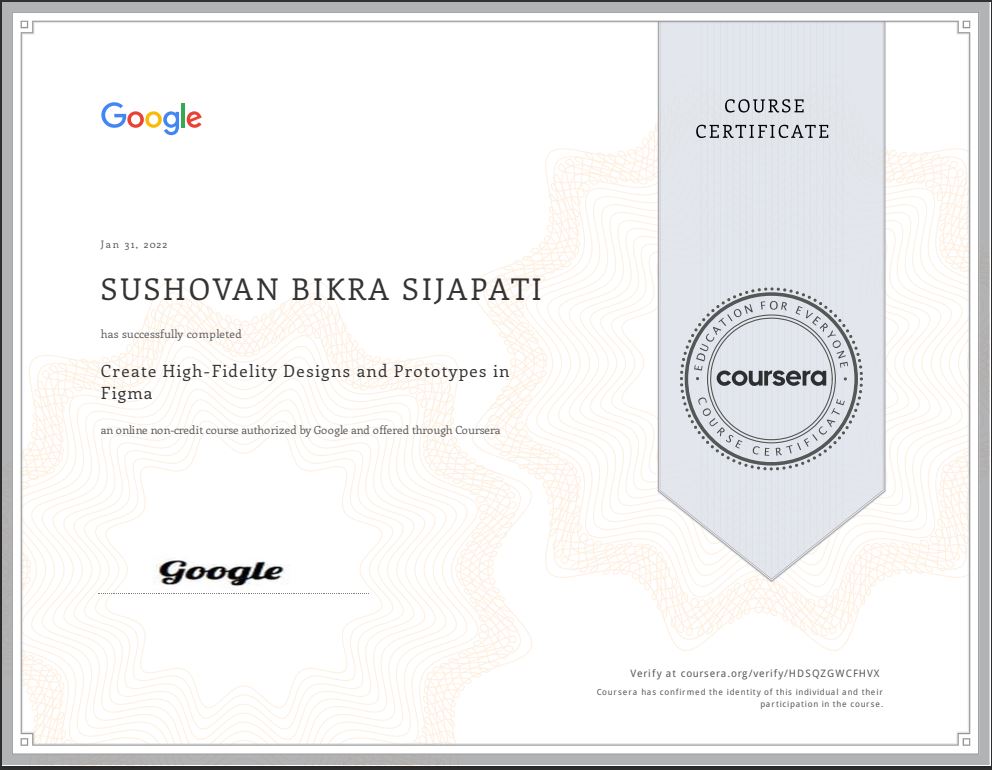 Google
COURSE
CERTIFICATE
Jan 31, 2022
SUSHOVAN BIKRA SIJAPATI
has successfully completed
Create High-Fidelity Designs and Prototypes in
Figma
an online non-credit course authorized by Google and offered through Coursera
EDUCATION FOR EVERYONE
coursera
COURSE CERTIFICATE
Google
Verify at coursera.org/verify/HDSQZGWCFHVX
Coursera has confirmed the identity of this individual and their
participation in the course.